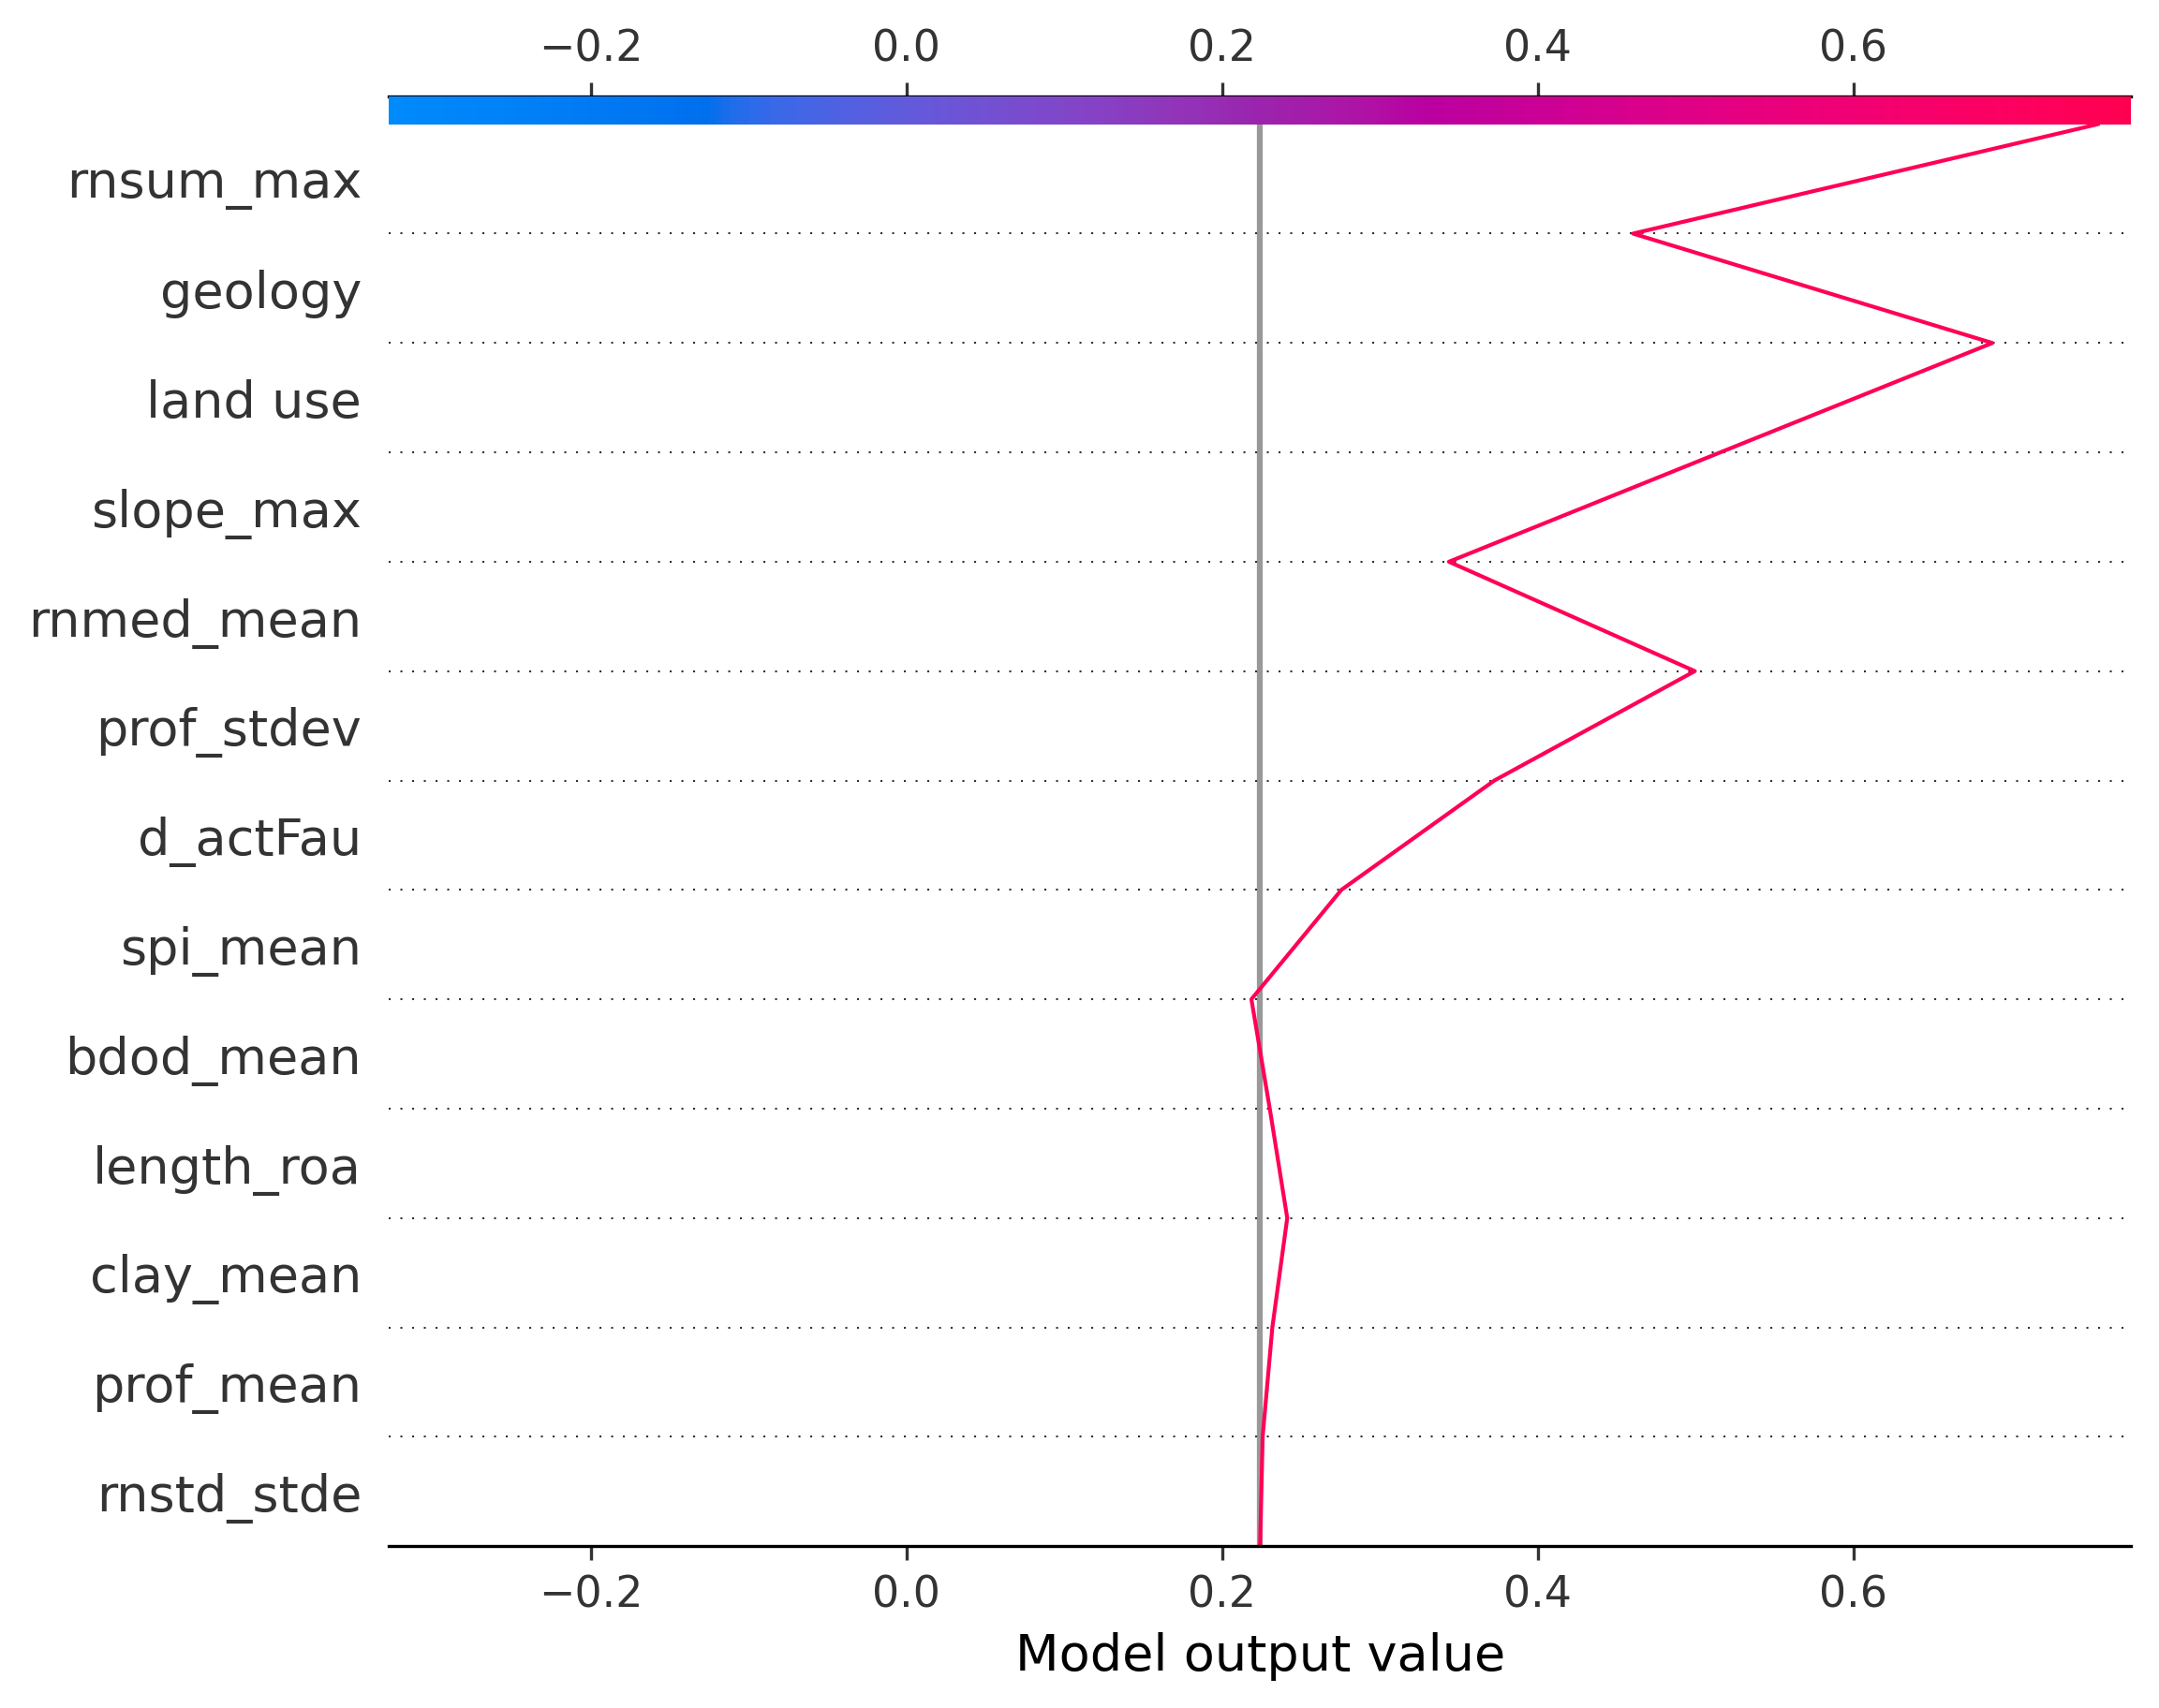 −0.2 0.0 0.2 0.4 0.6
rnsum_max
geology
land use
slope_max
rnmed_mean
prof_stdev
d_actFau
spi_mean
bdod_mean
length_roa
clay_mean
prof_mean
rnstd_stde
−0.2 0.0 0.2 0.4 0.6
Model output value